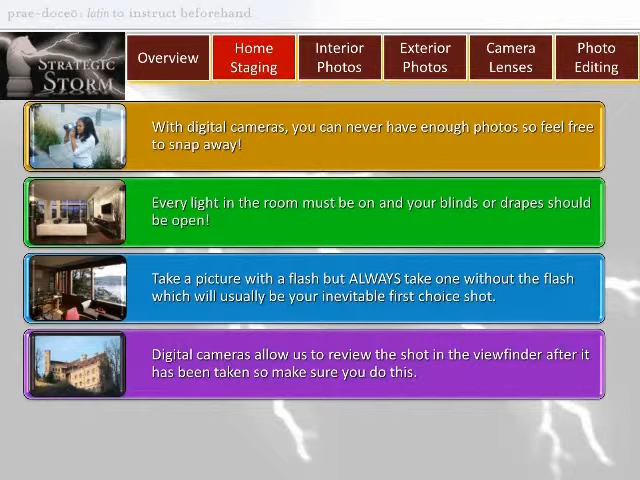 prae-doceō: latin to instruct beforehand
STRATEGIC
STORM
Overview
Home
Staging
Interior
Photos
Exterior
Photos
Camera
Lenses
Photo
Editing
With digital cameras, you can never have enough photos so feel free
to snap away!
Every light in the room must be on and your blinds or drapes should
be open!
Take a picture with a flash but ALWAYS take one without the flash
which will usually be your inevitable first choice shot.
Digital cameras allow us to review the shot in the viewfinder after it
has been taken so make sure you do this.